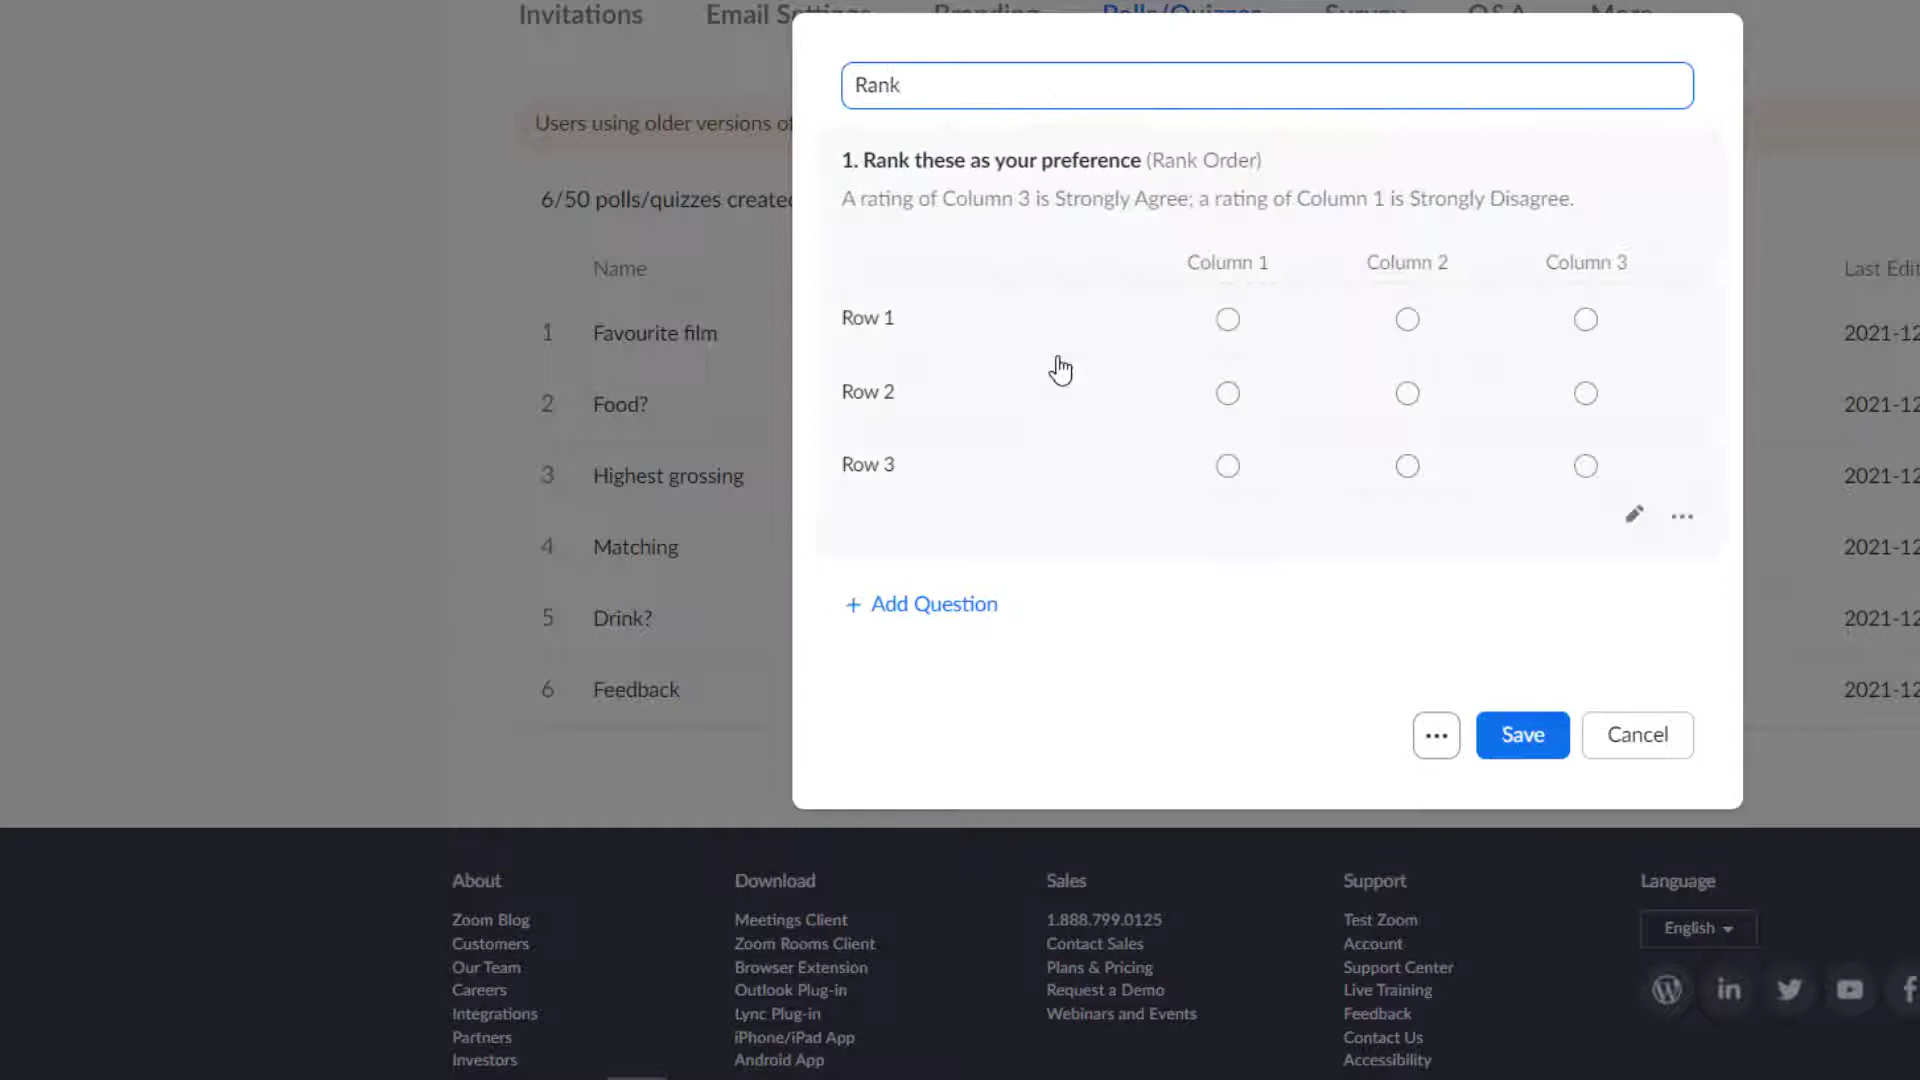 Invitations Email Settings Branding Polls/Quizzes Survey Q&A More
Rank
Users using older versions of
1. Rank these as your preference (Rank Order)
6/50 polls/quizzes created
A rating of Column 3 is Strongly Agree; a rating of Column 1 is Strongly Disagree.
Name
Last Edit
Column 1 Column 2 Column 3
1 Favourite film
2021-12
Row 1
2 Food?
2021-12
Row 2
3 Highest grossing
2021-12
Row 3
4 Matching
2021-12
+ Add Question
5 Drink?
2021-12
6 Feedback
2021-12
Save Cancel
About
Zoom Blog
Customers
Our Team
Careers
Integrations
Partners
Investors
Download
Meetings Client
Zoom Rooms Client
Browser Extension
Outlook Plug-in
Lync Plug-in
iPhone/iPad App
Android App
Sales
1.888.799.0125
Contact Sales
Plans & Pricing
Request a Demo
Webinars and Events
Support
Test Zoom
Account
Support Center
Live Training
Feedback
Contact Us
Accessibility
Language
English